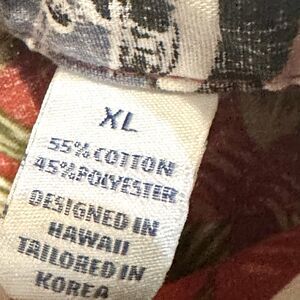 XL
55% COTTON
45% POLYESTER
DESIGNED IN
HAWAII
TAILORED IN
KOREA